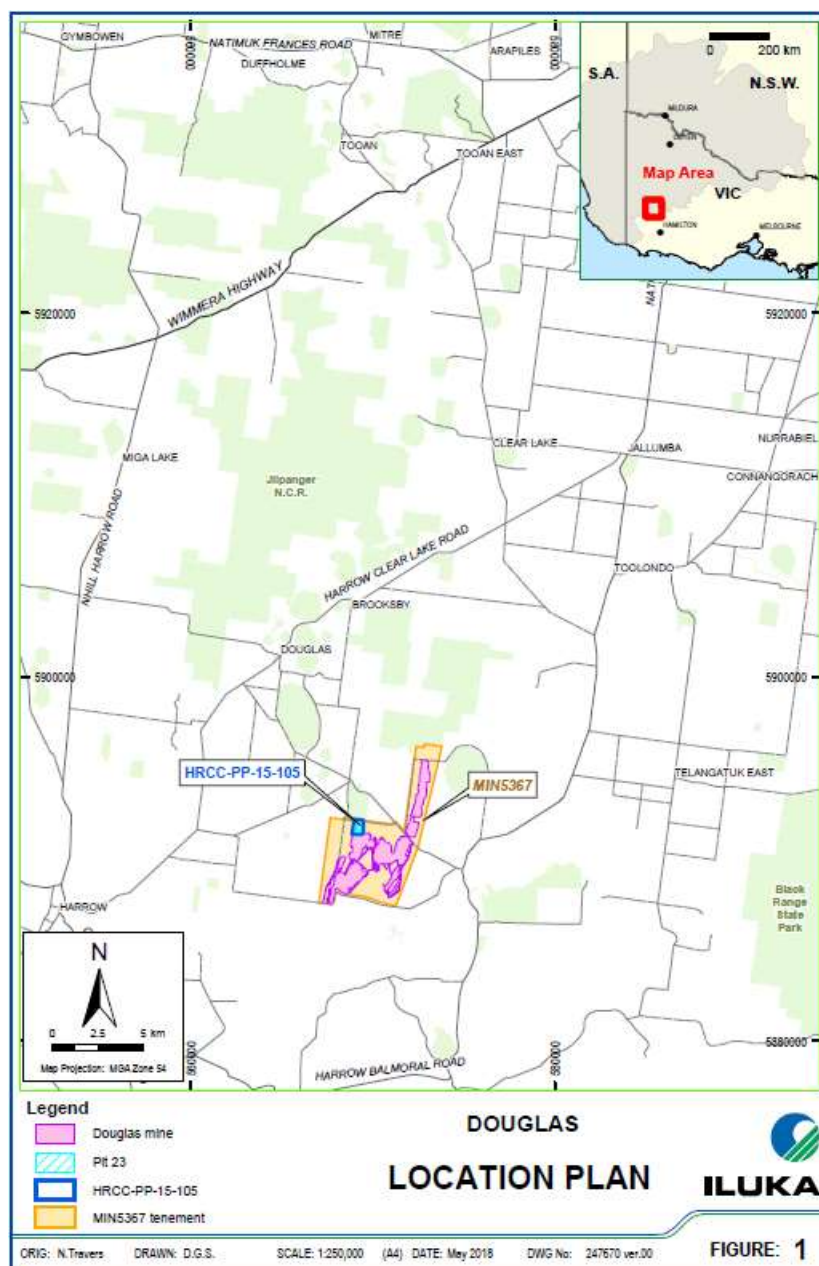 GYMBOWEN
NATIMUK FRANCES ROAD
MITRE
DUFFHOLME
ARAPILES
560000
580000
0 200 km
S.A.
N.S.W.
MILDURA
Map Area
VIC
HAMILTON
MELBOURNE
TOOAN
TOOAN EAST
WIMMERA HIGHWAY
5920000
5920000
CLEAR LAKE
JALLUMBA
NURRABIEL
CONNANGORACH
MIGA LAKE
Jilpanger
N.C.R.
NHILL HARROW ROAD
HARROW CLEAR LAKE ROAD
TOOLONDO
BROOKSBY
DOUGLAS
5900000
5900000
HRCC-PP-15-105
MIN5367
TELANGATUK EAST
HARROW
Black
Range
State
Park
N
0 2.5 5 km
Map Projection: MGA Zone 54
560000
580000
5880000
HARROW BALMORAL ROAD
Legend
Douglas mine
Pit 23
HRCC-PP-15-105
MIN5367 tenement
DOUGLAS
LOCATION PLAN
ILUKA
ORIG: N.Travers DRAWN: D.G.S. SCALE: 1:250,000 (A4) DATE: May 2018 DWG No: 247670 ver.00 FIGURE: 1